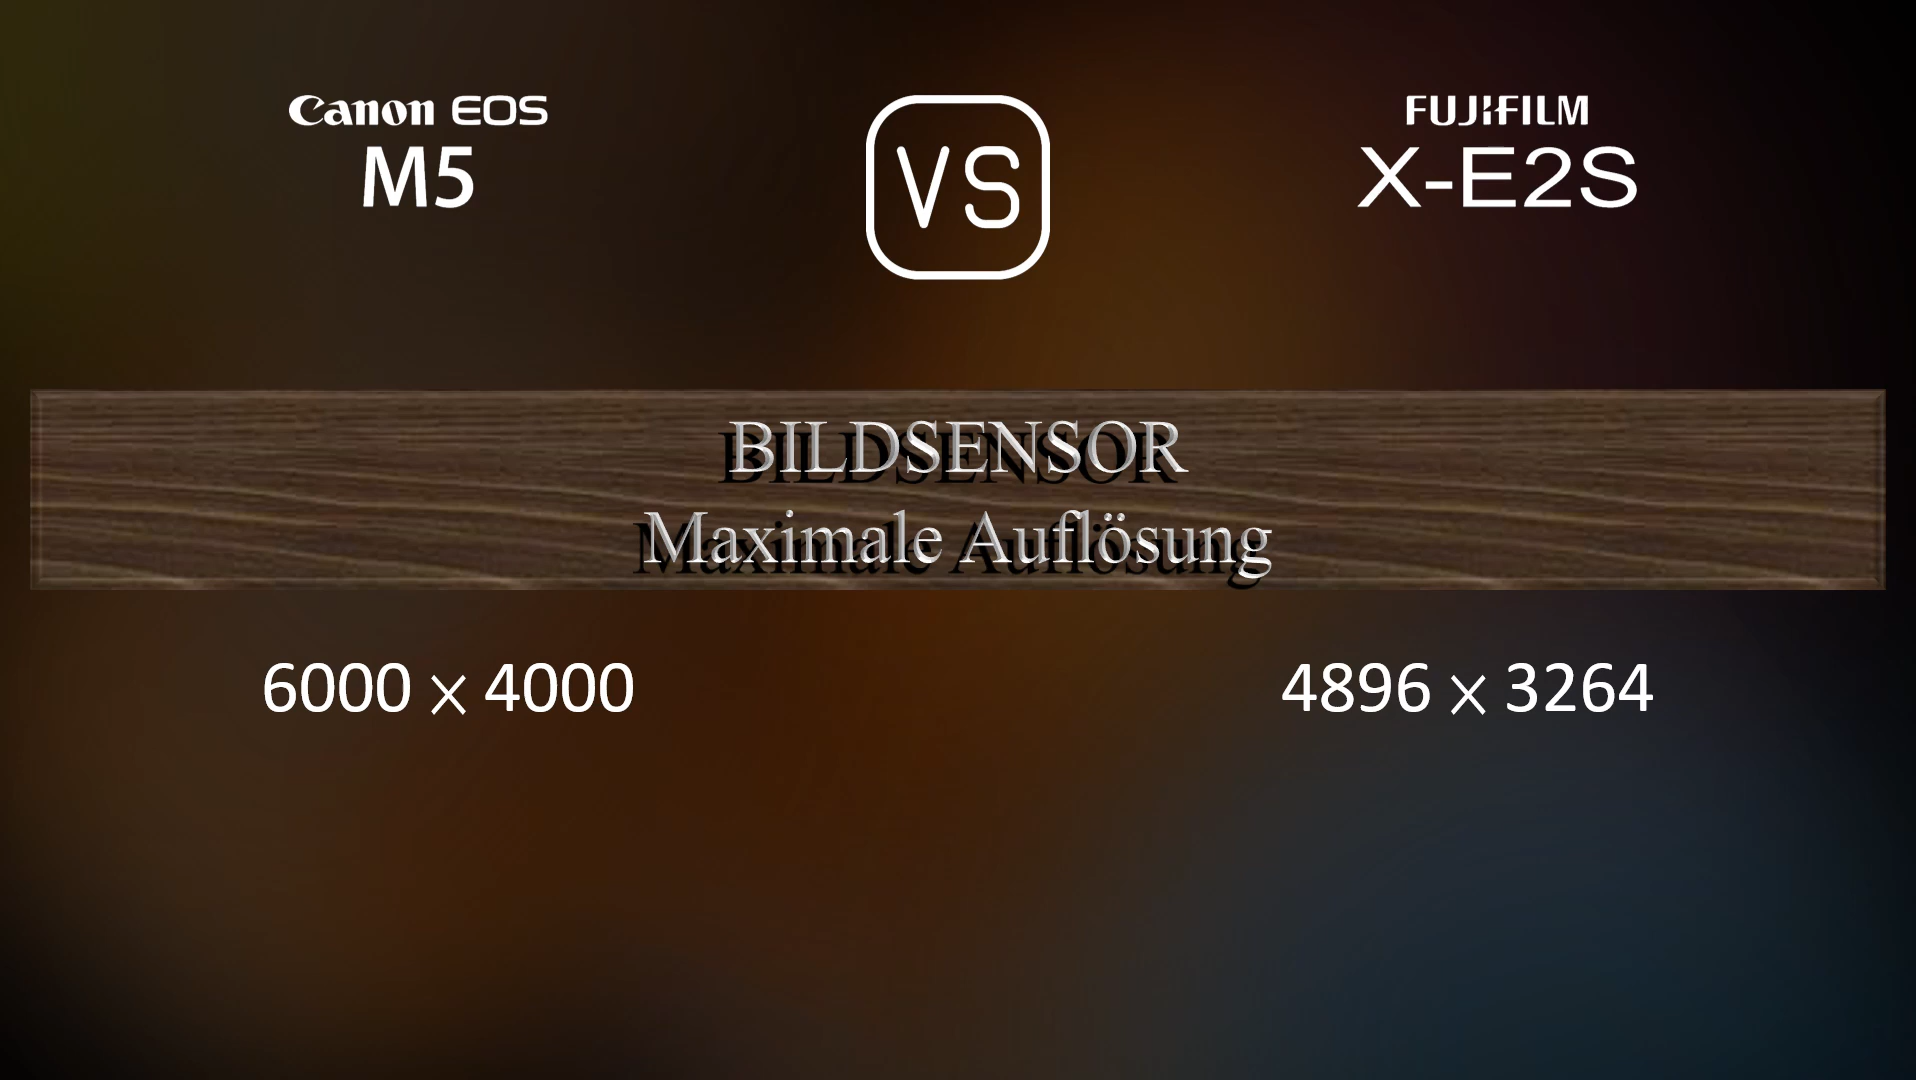 Canon EOS
M5
VS
FUJIFILM
X-E2S
BILDSENSOR
Maximale Auflösung
6000 x 4000
4896 x 3264